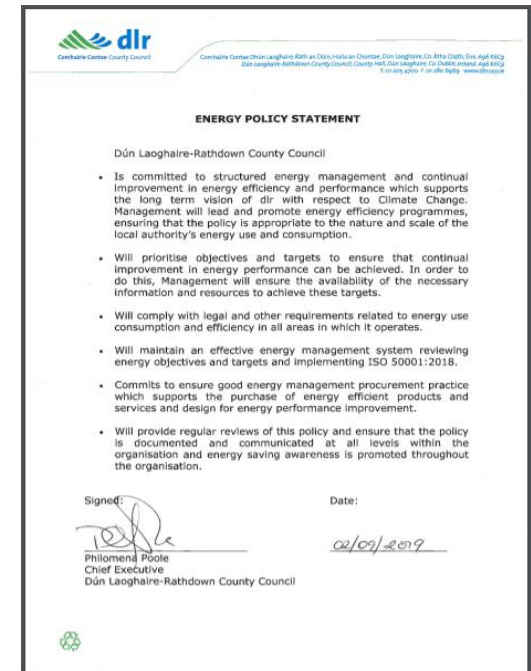 dlr
Comhairle Contae County Council
Comhairle Contae Dhún Laoghaire Ráth an Dúin, Halla an Chontae, Dún Laoghaire, Co. Átha Cliath, Éire. A96 K6C9
Dún Laoghaire-Rathdown County Council, County Hall, Dún Laoghaire, Co. Dublin, Ireland. A96 K6C9
T: 01 205 4700 F: 01 280 6969 www.dlrcoco.ie
ENERGY POLICY STATEMENT
Dún Laoghaire-Rathdown County Council
• Is committed to structured energy management and continual
improvement in energy efficiency and performance which supports
the long term vision of dlr with respect to Climate Change.
Management will lead and promote energy efficiency programmes,
ensuring that the policy is appropriate to the nature and scale of the
local authority's energy use and consumption.
• Will prioritise objectives and targets to ensure that continual
improvement in energy performance can be achieved. In order to
do this, Management will ensure the availability of the necessary
information and resources to achieve these targets.
• Will comply with legal and other requirements related to energy use
consumption and efficiency in all areas in which it operates.
• Will maintain an effective energy management system reviewing
energy objectives and targets and implementing ISO 50001:2018.
• Commits to ensure good energy management procurement practice
which supports the purchase of energy efficient products and
services and design for energy performance improvement.
• Will provide regular reviews of this policy and ensure that the policy
is documented and communicated at all levels within the
organisation and energy saving awareness is promoted throughout
the organisation.
Signed: Date:
02/09/2019
Philomena Poole
Chief Executive
Dún Laoghaire-Rathdown County Council